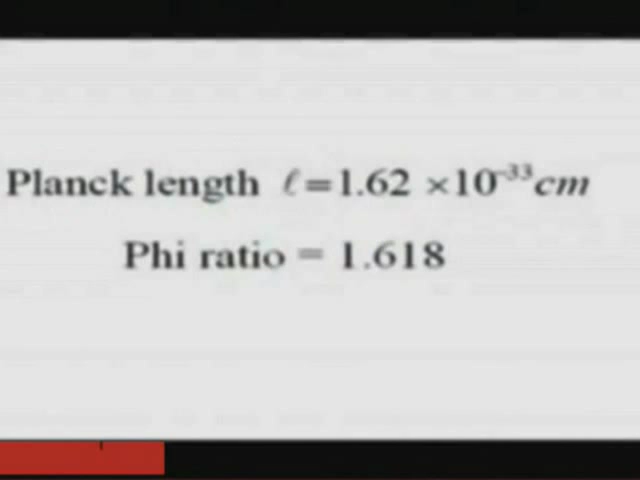 Planck length ℓ=1.62 ×10⁻³³cm
Phi ratio = 1.618